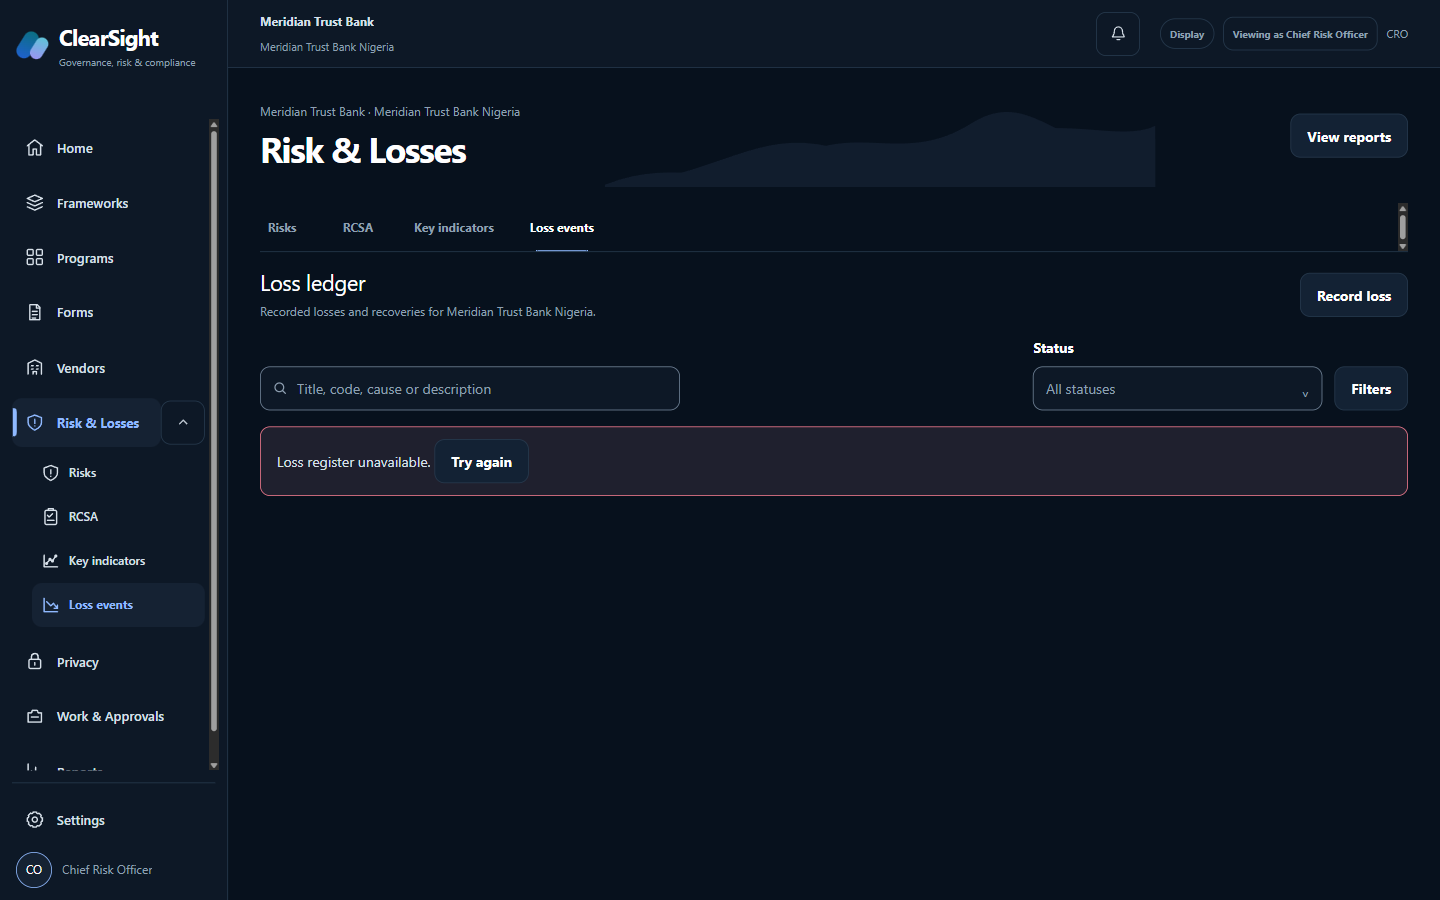 ClearSight
Governance, risk & compliance
Home
Frameworks
Programs
Forms
Vendors
Risk & Losses
Risks
RCSA
Key indicators
Loss events
Privacy
Work & Approvals
Settings
CO
Chief Risk Officer
Meridian Trust Bank
Meridian Trust Bank Nigeria
Display
Viewing as Chief Risk Officer
CRO
Meridian Trust Bank · Meridian Trust Bank Nigeria
Risk & Losses
View reports
Risks
RCSA
Key indicators
Loss events
Loss ledger
Recorded losses and recoveries for Meridian Trust Bank Nigeria.
Record loss
Status
Title, code, cause or description
All statuses
Filters
Loss register unavailable.
Try again